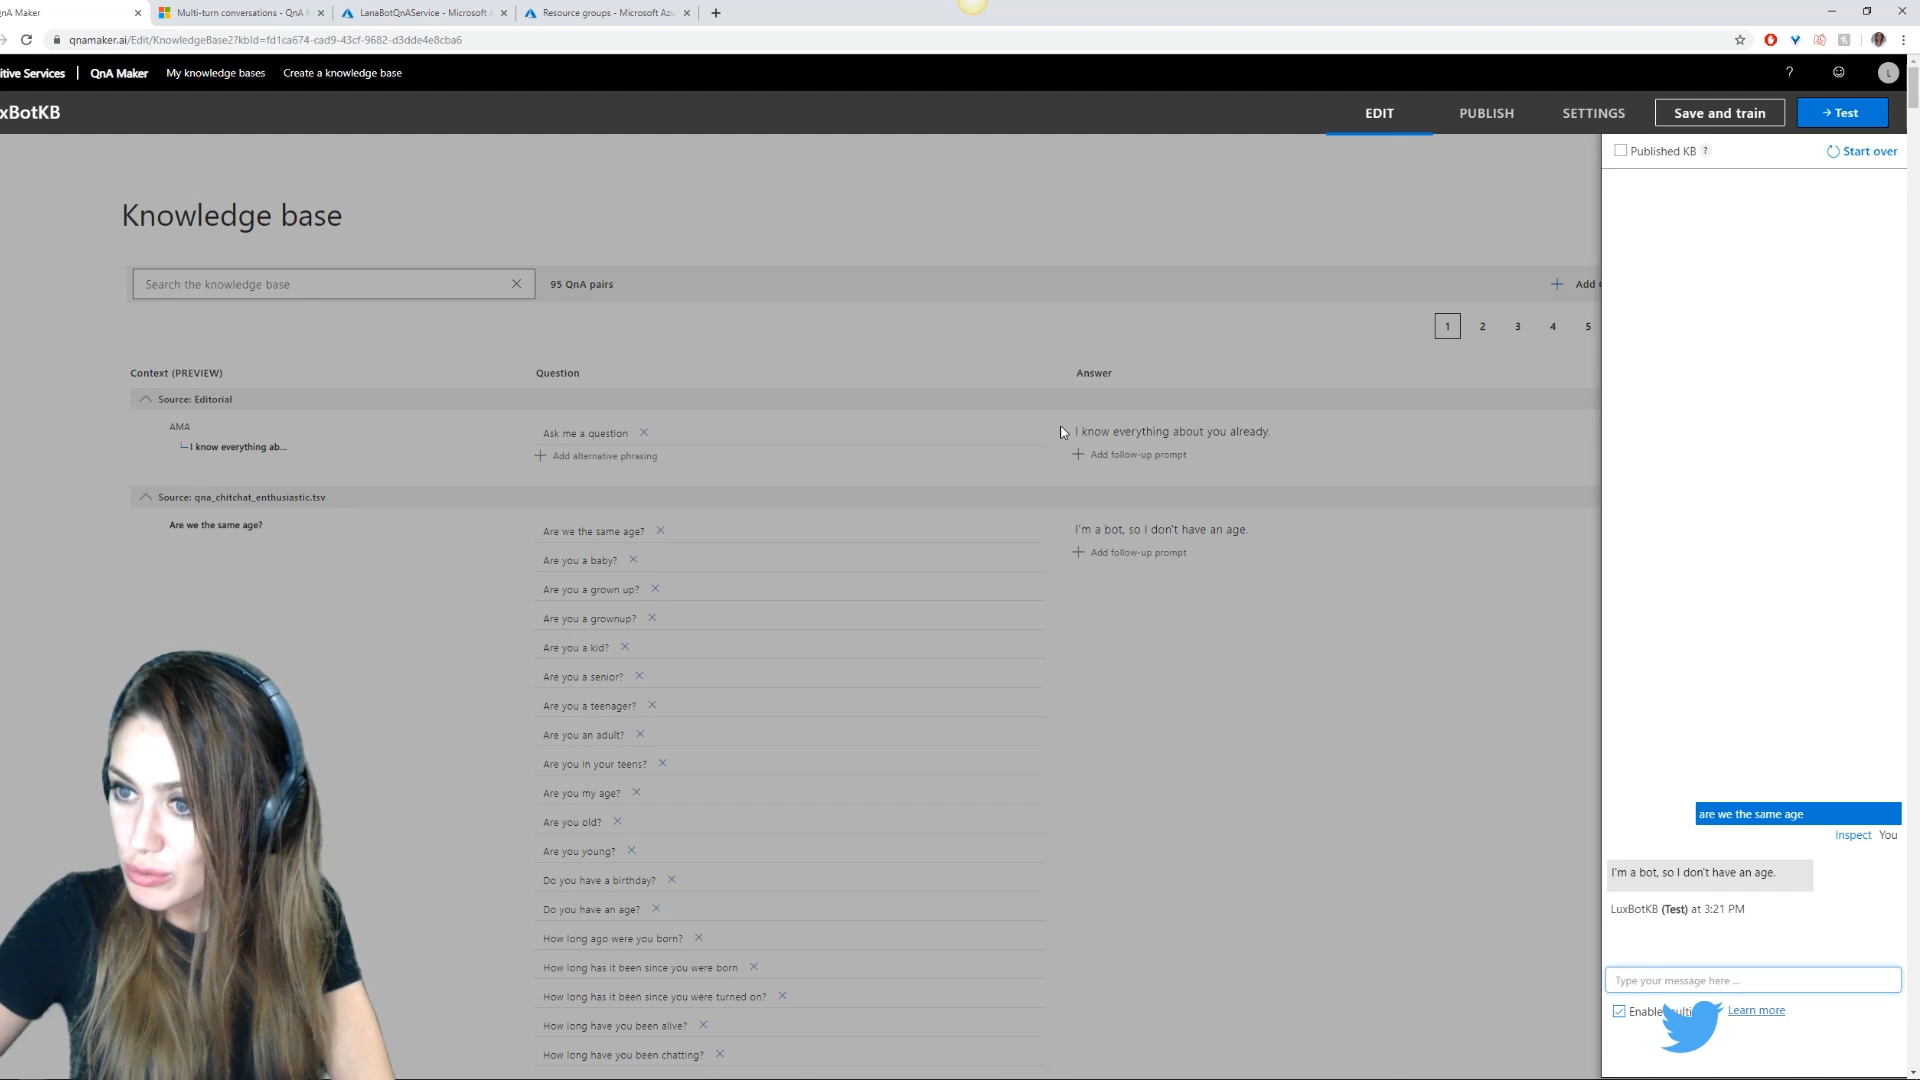 QnA Maker
Multi-turn conversations - QnA
LanaBotQnAService - Microsoft
Resource groups - Microsoft Azu
qnamaker.ai/Edit/KnowledgeBase2?kbId=fd1ca674-cad9-43cf-9682-d3dde4e8cba6
itive Services | QnA Maker My knowledge bases Create a knowledge base ? L
xBotKB EDIT PUBLISH SETTINGS Save and train → Test
Published KB ? Start over
Knowledge base
Search the knowledge base 95 QnA pairs + Add
1 2 3 4 5
Context (PREVIEW) Question Answer
Source: Editorial
AMA
I know everything ab...
Ask me a question
Add alternative phrasing
I know everything about you already.
Add follow-up prompt
Source: qna_chitchat_enthusiastic.tsv
Are we the same age?
Are we the same age?
Are you a baby?
Are you a grown up?
Are you a grownup?
Are you a kid?
Are you a senior?
Are you a teenager?
Are you an adult?
Are you in your teens?
Are you my age?
Are you old?
Are you young?
Do you have a birthday?
Do you have an age?
How long ago were you born?
How long has it been since you were born
How long has it been since you were turned on?
How long have you been alive?
How long have you been chatting?
I'm a bot, so I don't have an age.
Add follow-up prompt
are we the same age
Inspect You
I'm a bot, so I don't have an age.
LuxBotKB (Test) at 3:21 PM
Type your message here ...
Enable Learn more